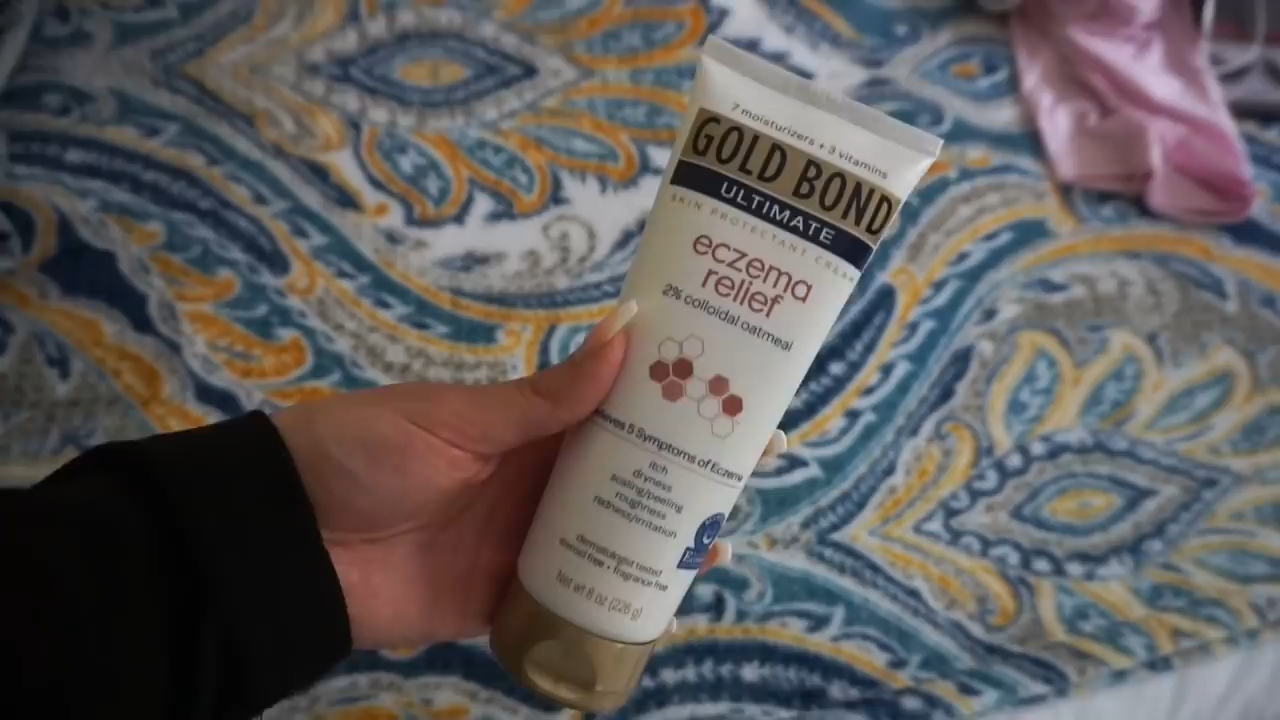 7 moisturizers + 3 vitamins
GOLD BOND
ULTIMATE
SKIN PROTECTANT CREAM
eczema
relief
2% colloidal oatmeal
5 Symptoms of Eczema
itch
dryness
scaling/peeling
roughness
redness/irritation
dermatologist tested
steroid free • fragrance free
Net wt 8 oz (226 g)